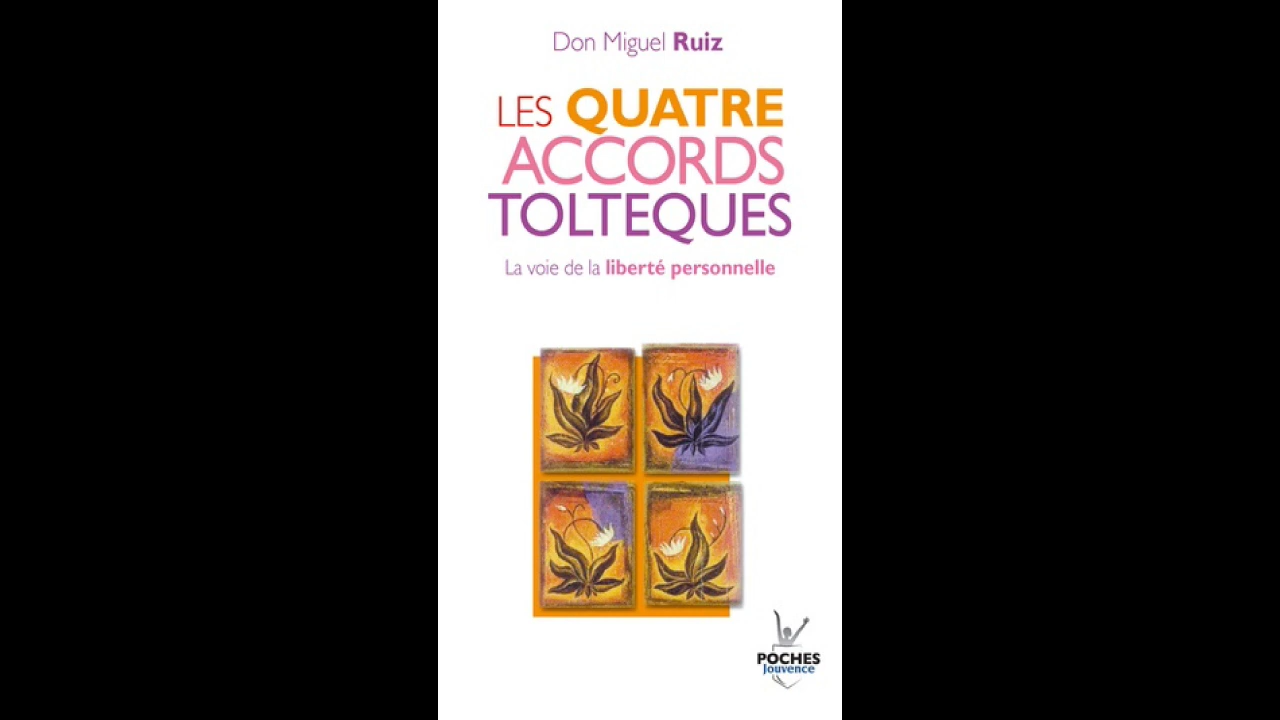 Don Miguel Ruiz
LES QUATRE
ACCORDS
TOLTEQUES
La voie de la liberté personnelle
POCHES
Jouvence